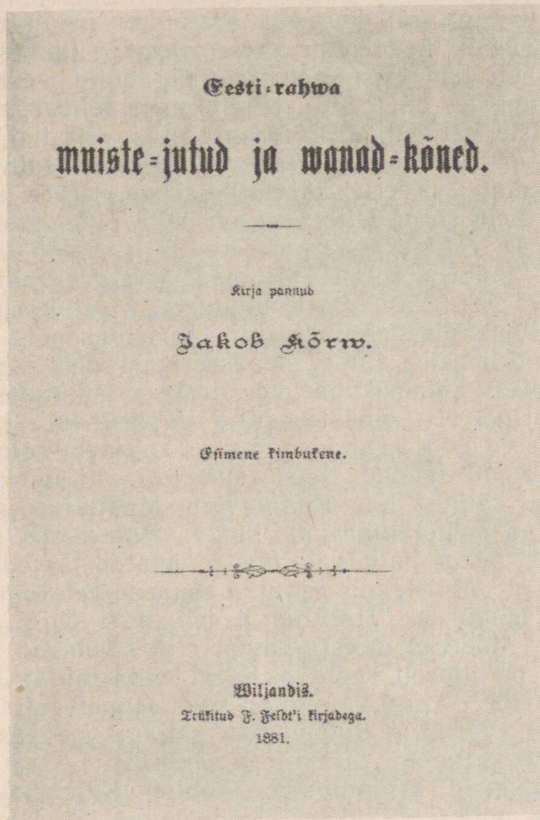 Eesti-rahwa
muiste-jutud ja wanad-kõned.
Kirja pannud
Jakob Kõrw.
Esimene kimbukene.
Wiljandis.
Trükitud F. Feldt'i kirjadega.
1881.